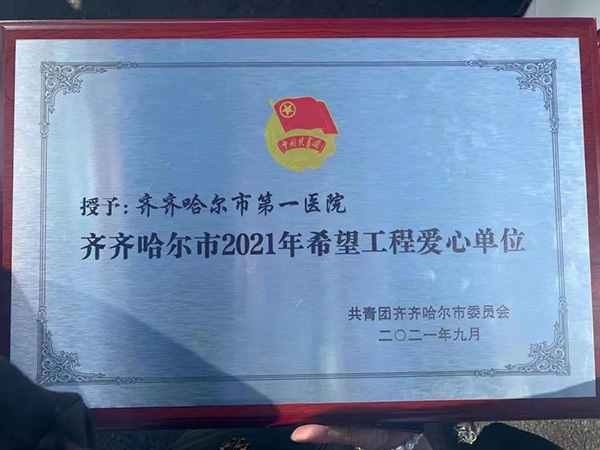 中国共青团
授予：齐齐哈尔市第一医院
齐齐哈尔市2021年希望工程爱心单位
共青团齐齐哈尔市委员会
二〇二一年九月